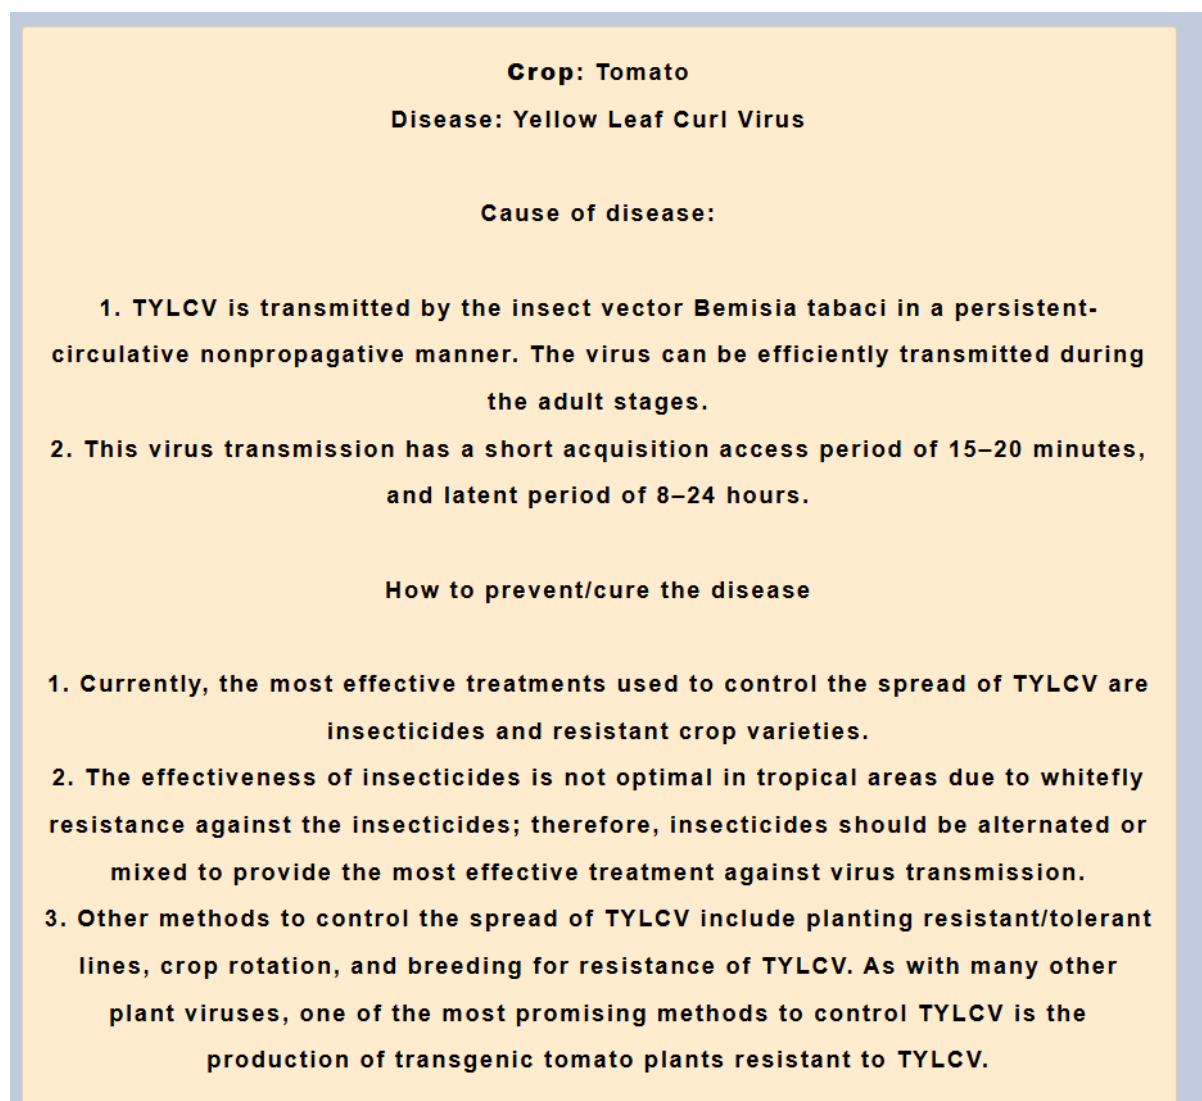 Crop: Tomato
Disease: Yellow Leaf Curl Virus
Cause of disease:
1. TYLCV is transmitted by the insect vector Bemisia tabaci in a persistent-
circulative nonpropagative manner. The virus can be efficiently transmitted during
the adult stages.
2. This virus transmission has a short acquisition access period of 15–20 minutes,
and latent period of 8–24 hours.
How to prevent/cure the disease
1. Currently, the most effective treatments used to control the spread of TYLCV are
insecticides and resistant crop varieties.
2. The effectiveness of insecticides is not optimal in tropical areas due to whitefly
resistance against the insecticides; therefore, insecticides should be alternated or
mixed to provide the most effective treatment against virus transmission.
3. Other methods to control the spread of TYLCV include planting resistant/tolerant
lines, crop rotation, and breeding for resistance of TYLCV. As with many other
plant viruses, one of the most promising methods to control TYLCV is the
production of transgenic tomato plants resistant to TYLCV.